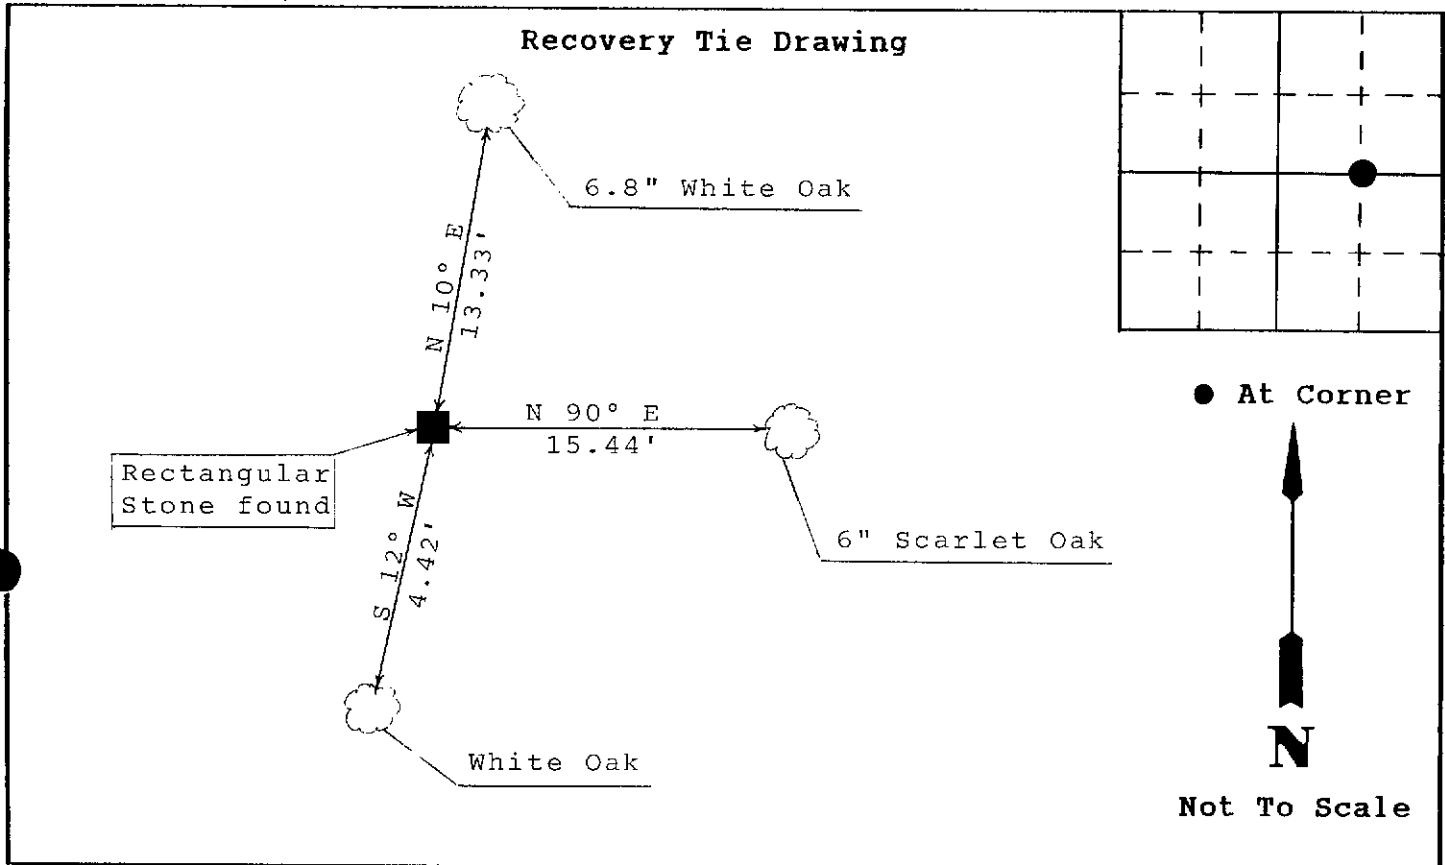 Recovery Tie Drawing
6.8" White Oak
N 10° E
13.33'
● At Corner
N 90° E
15.44'
Rectangular
Stone found
S 12° W
4.42'
6" Scarlet Oak
White Oak
N
Not To Scale